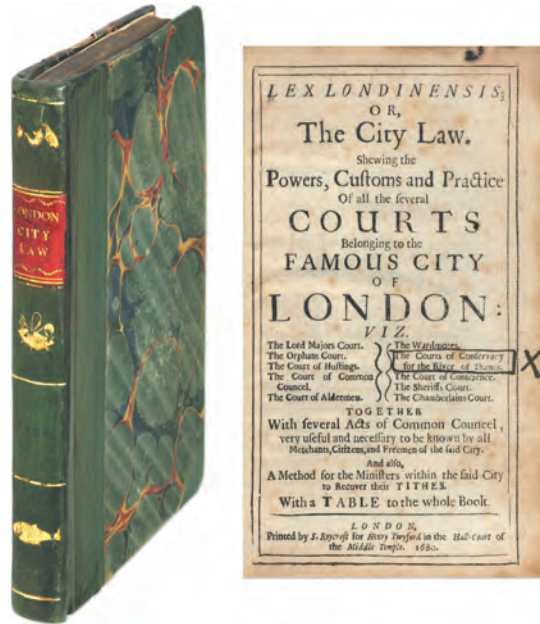 LONDON
CITY
LAW
LEX LONDINENSIS;
OR,
The City Law.
Shewing the
Powers, Cuſtoms and Practice
Of all the ſeveral
COURTS
Belonging to the
FAMOUS CITY
OF
LONDON:
VIZ.
The Lord Majors Court.
The Orphans Court.
The Court of Huſtings.
The Court of Common
Councel.
The Court of Aldermen.
The Wardmotes.
The Courts of Conſervacy
for the River of Thames.
The Court of Conſcience.
The Sheriffs Court.
The Chamberlains Court.
X
TOGETHER
With ſeveral Acts of Common Councel,
very uſeful and neceſſary to be known by all
Merchants, Citizens, and Freemen of the ſaid City.
And alſo,
A Method for the Miniſters within the ſaid City
to Recover their TITHES.
With a TABLE to the whole Book.
LONDON,
Printed by S. Roycroft for Henry Twyford in the Hall-Court of
the Middle Temple. 1680.